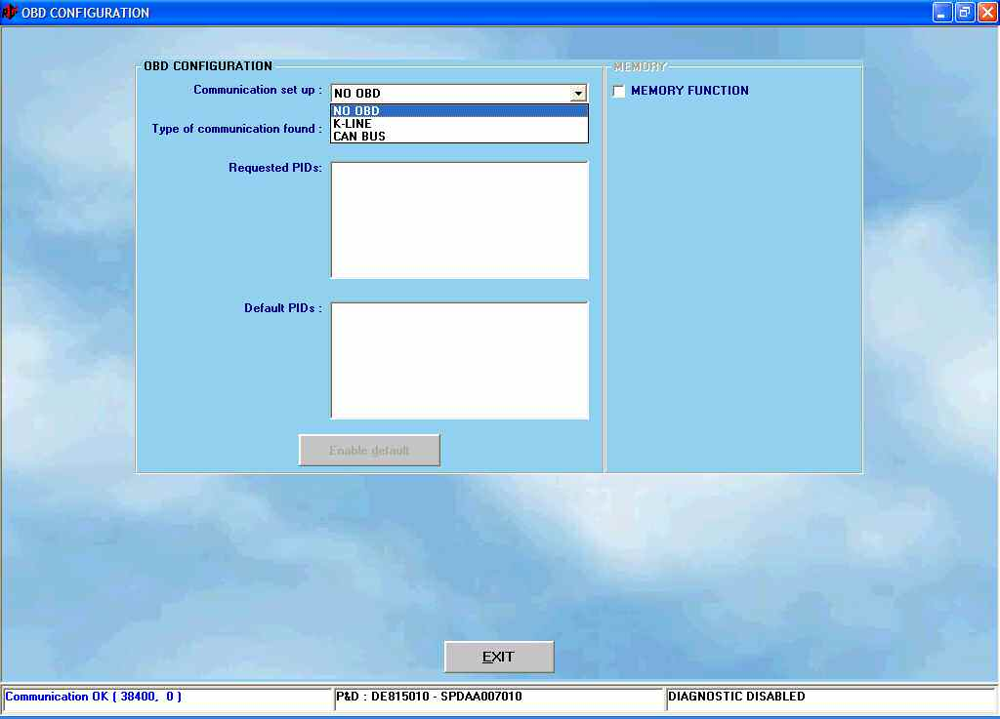 OBD CONFIGURATION
OBD CONFIGURATION
MEMORY
Communication set up :
NO OBD
MEMORY FUNCTION
NO OBD
K-LINE
CAN BUS
Type of communication found :
Requested PIDs:
Default PIDs :
Enable default
EXIT
Communication OK ( 38400, 0 )
P&D : DE815010 - SPDAA007010
DIAGNOSTIC DISABLED